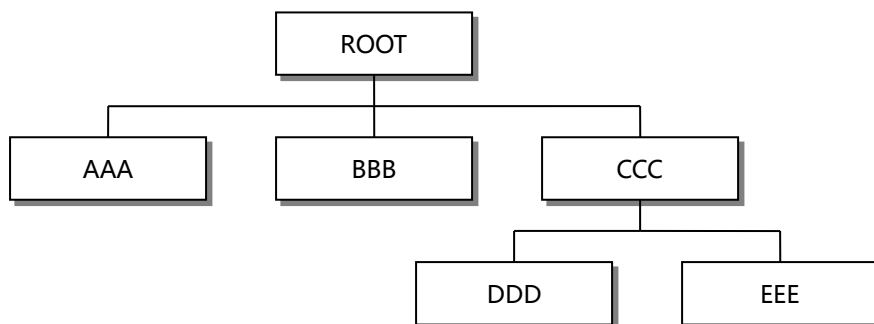 ROOT
AAA
BBB
CCC
DDD
EEE